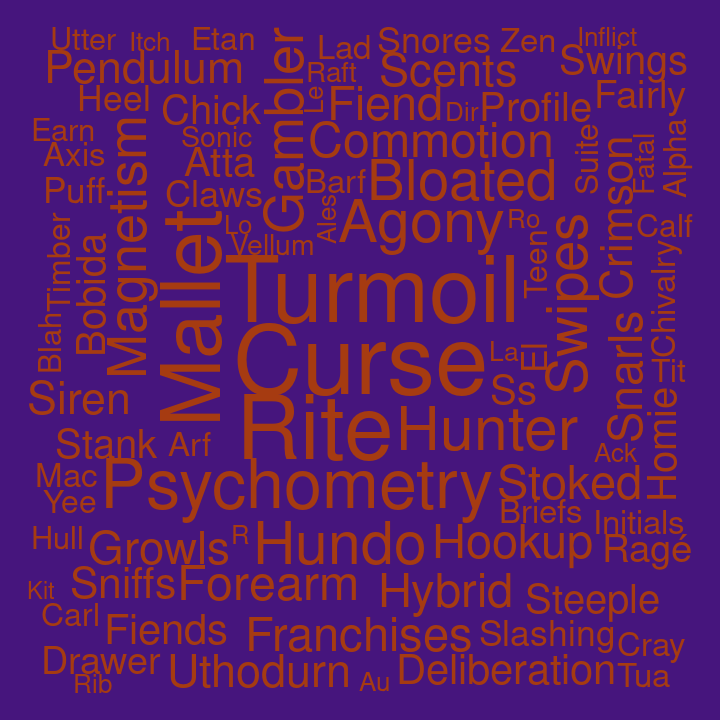 Utter
Itch
Etan
Gambler
Lad
Snores
Zen
Inflict
Pendulum
Raft
Scents
Swings
Heel
Chick
Le
Fiend
Dir
Profile
Fairly
Earn
Sonic
Commotion
Suite
Fatal
Alpha
Axis
Magnetism
Atta
Crimson
Puff
Claws
Barf
Bloated
Timber
Bobida
Mallet
Lo
Vellum
Ales
Agony
Ro
Teen
Swipes
Calf
Chivalry
Turmoil
Blah
Curse
La
El
Snarls
Tit
Siren
Ss
Homie
Rite
Hunter
Stank
Arf
Ack
Mac
Psychometry
Stoked
Yee
Briefs
Initials
Hull
Growls
R
Hundo
Hookup
Ragé
Kit
Sniffs
Forearm
Hybrid
Steeple
Carl
Fiends
Franchises
Slashing
Cray
Drawer
Uthodurn
Au
Deliberation
Tua
Rib